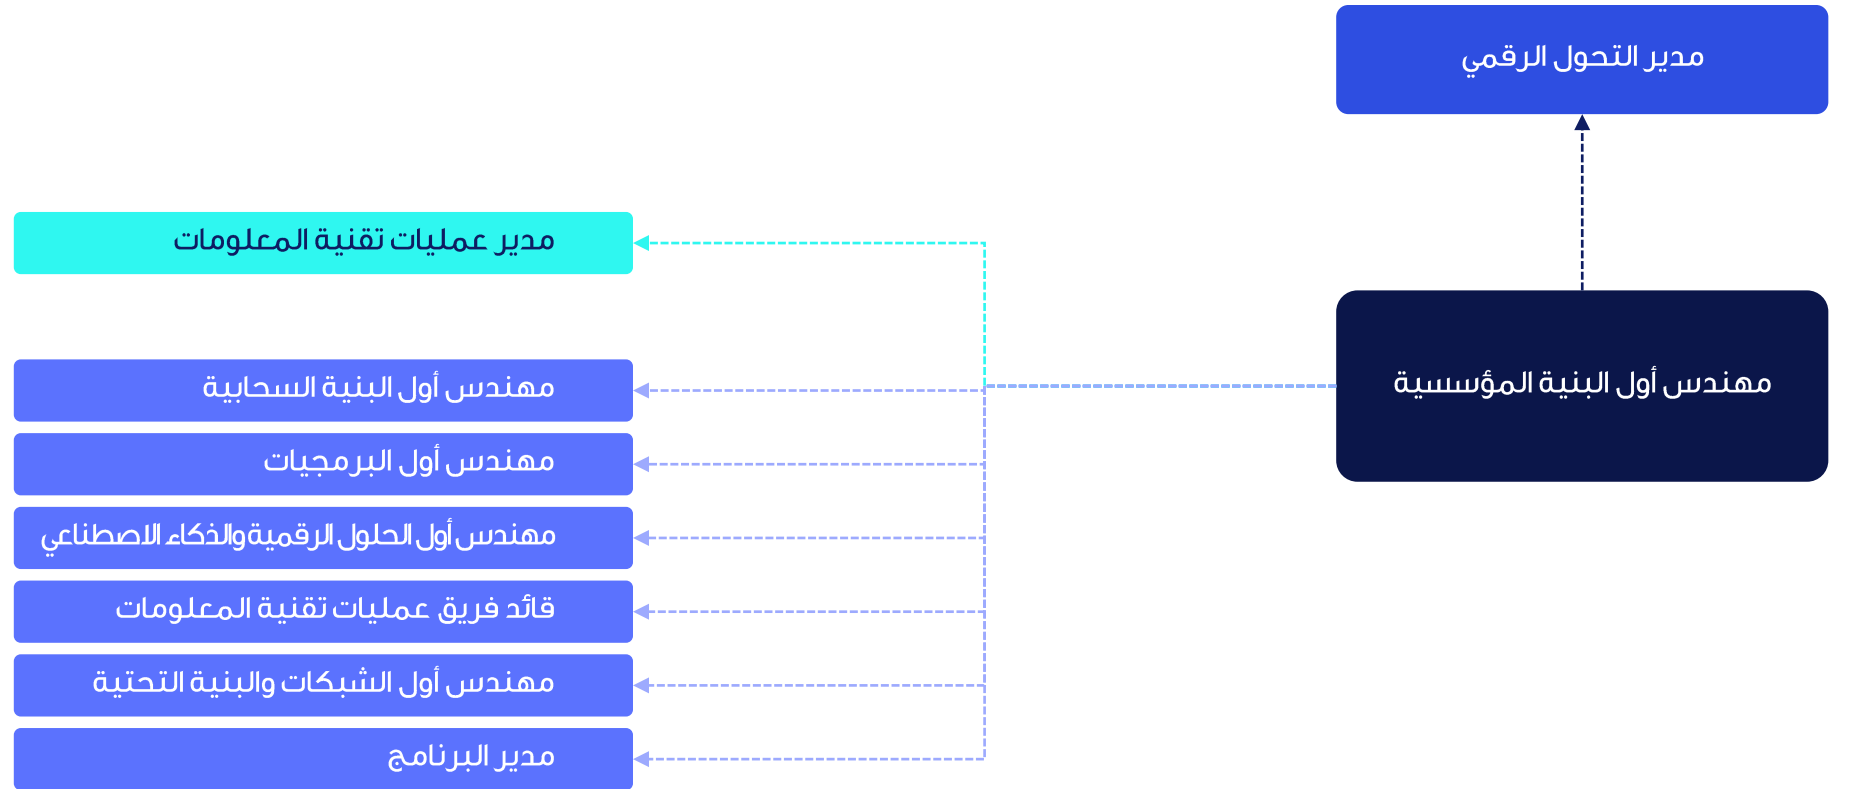 مدير التحول الرقمي
مهندس أول البنية المؤسسية
مدير عمليات تقنية المعلومات
مهندس أول البنية السحابية
مهندس أول البرمجيات
مهندس أول الحلول الرقمية والذكاء الاصطناعي
قائد فريق عمليات تقنية المعلومات
مهندس أول الشبكات والبنية التحتية
مدير البرنامج